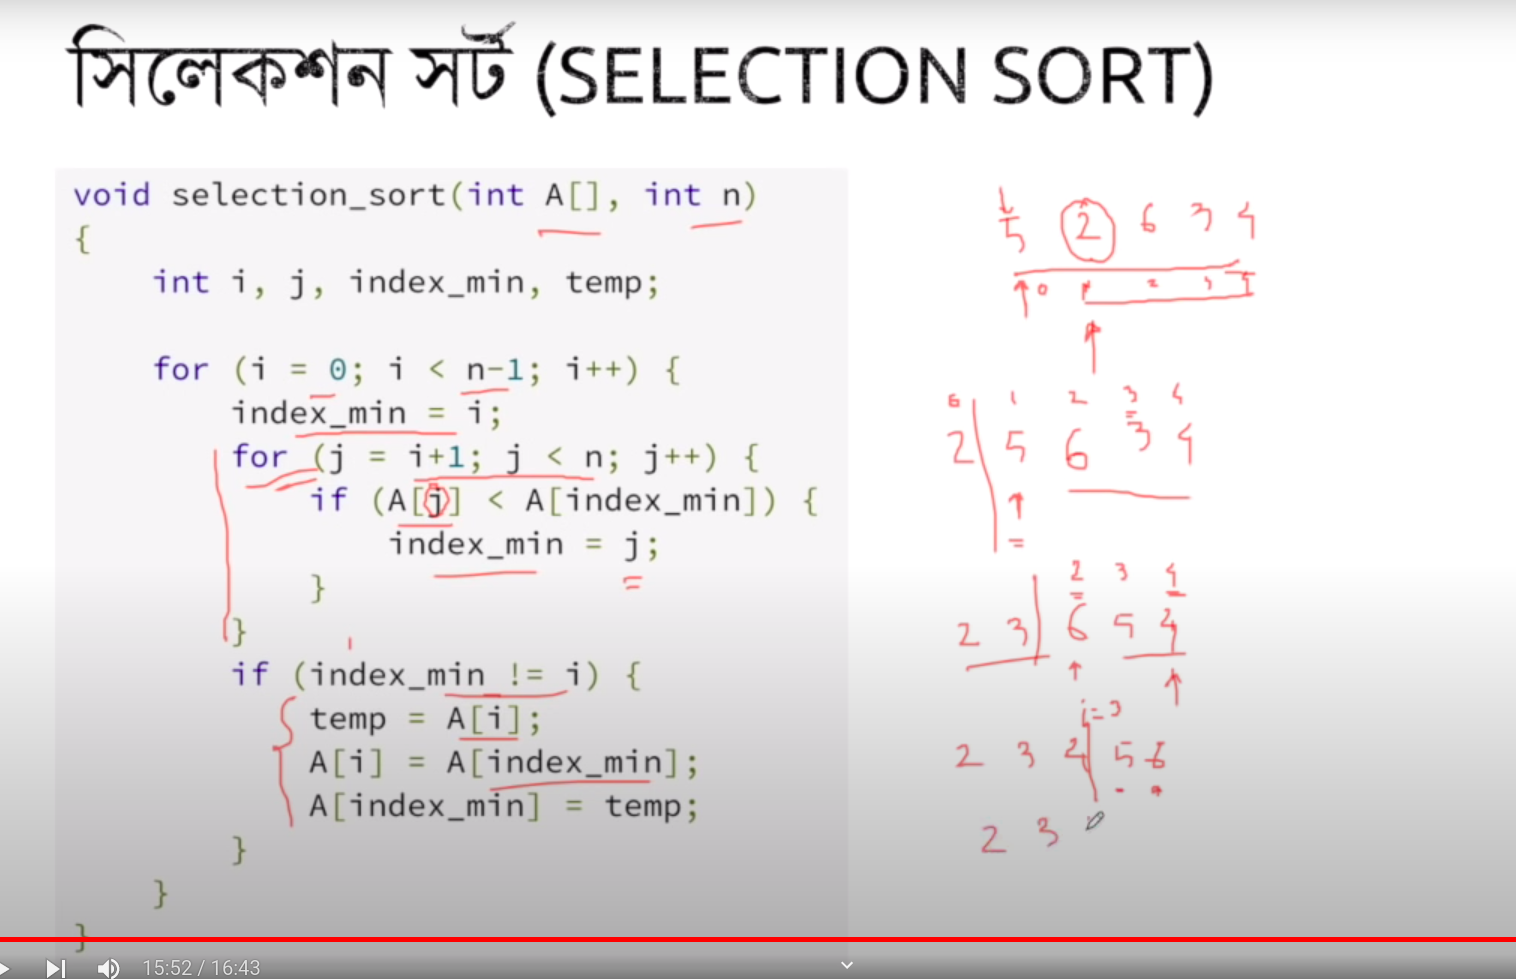 সিলেকশন সর্ট (SELECTION SORT)
void selection_sort(int A[], int n)
{
int i, j, index_min, temp;
for (i = 0; i < n-1; i++) {
index_min = i;
for (j = i+1; j < n; j++) {
if (A[j] < A[index_min]) {
index_min = j;
}
}
if (index_min != i) {
temp = A[i];
A[i] = A[index_min];
A[index_min] = temp;
}
}
}
5 2 6 3 4
0 1 2 3 4
1 2 3 4
2 5 6 3 4
2 3 4
2 3 6 5 4
i=3
2 3 4 5 6
2 3
15:52 / 16:43